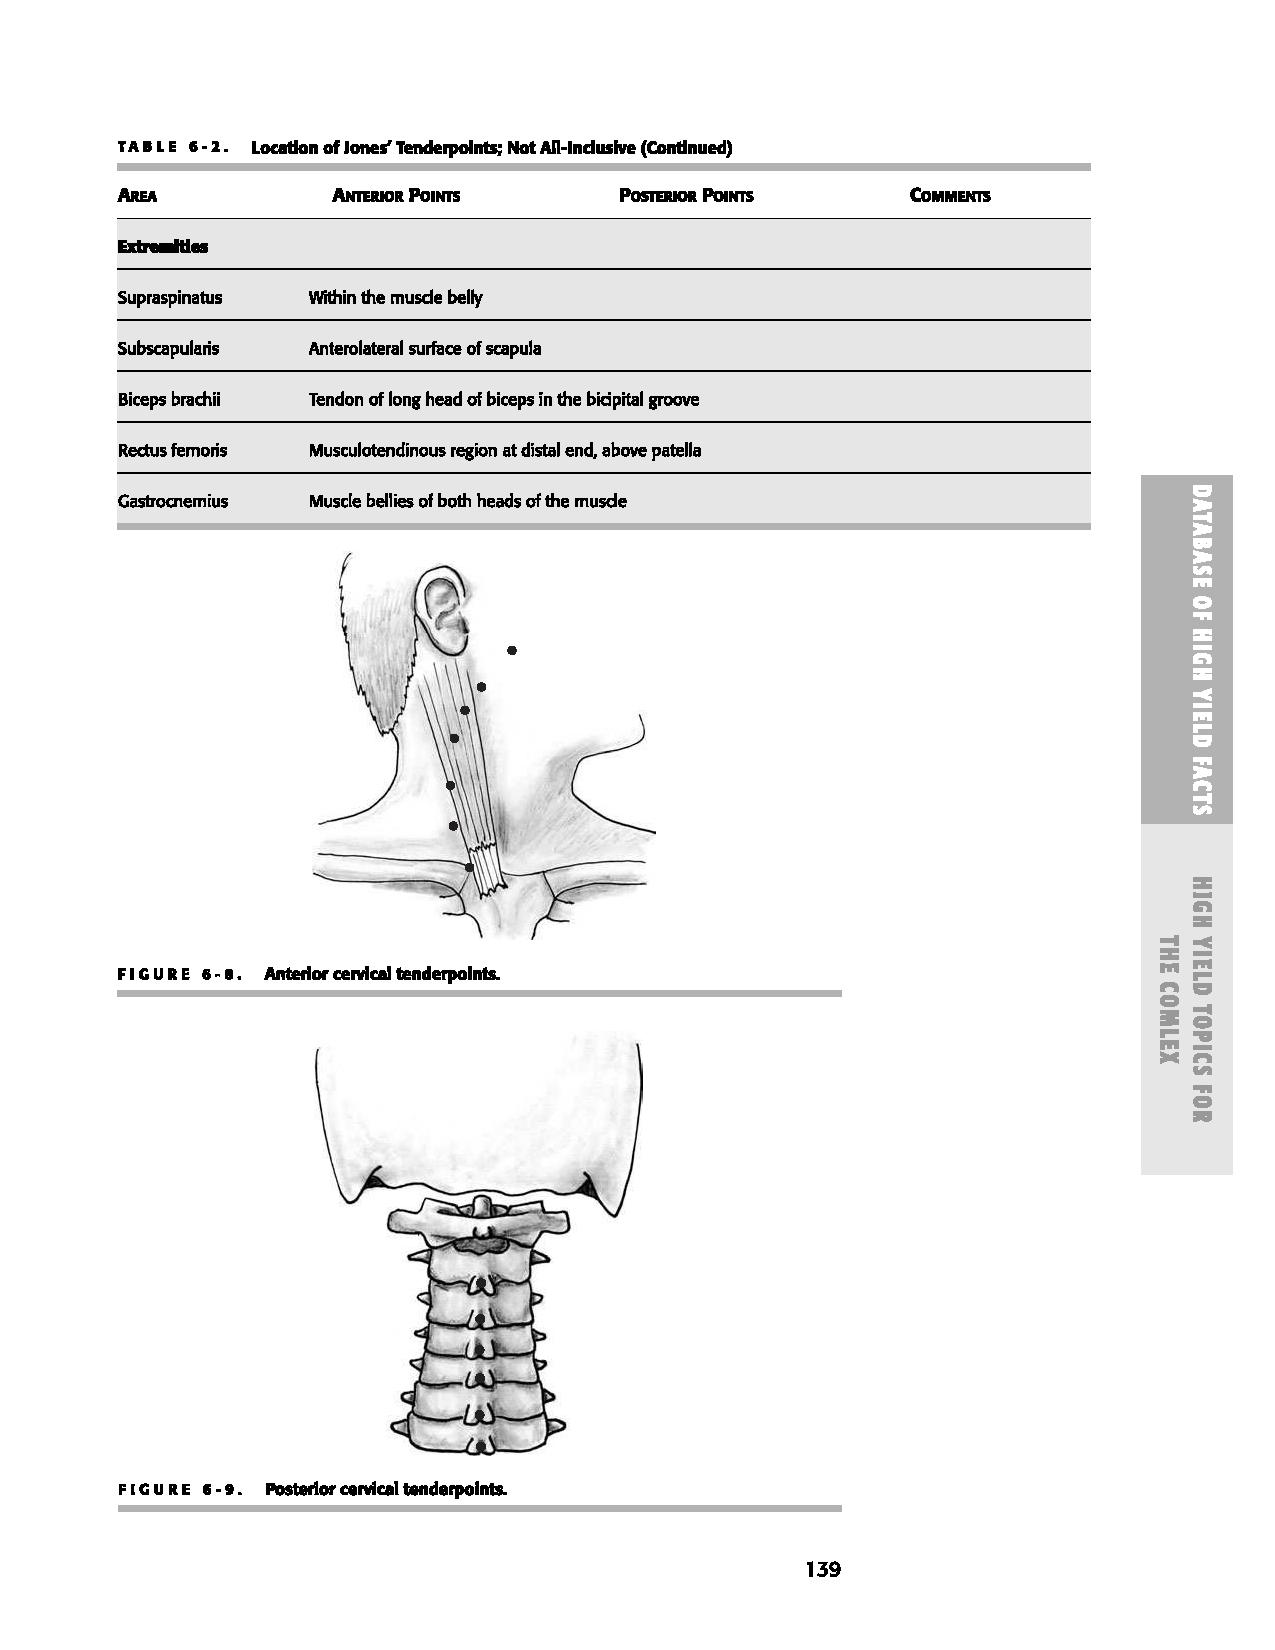 TABLE 6-2. Location of Jones' Tenderpoints; Not All-Inclusive (Continued)
AREA ANTERIOR POINTS POSTERIOR POINTS COMMENTS
Extremities
Supraspinatus Within the muscle belly
Subscapularis Anterolateral surface of scapula
Biceps brachii Tendon of long head of biceps in the bicipital groove
Rectus femoris Musculotendinous region at distal end, above patella
Gastrocnemius Muscle bellies of both heads of the muscle
FIGURE 6-8. Anterior cervical tenderpoints.
FIGURE 6-9. Posterior cervical tenderpoints.
139
DATABASE OF HIGH YIELD FACTS
HIGH YIELD TOPICS FOR
THE COMLEX